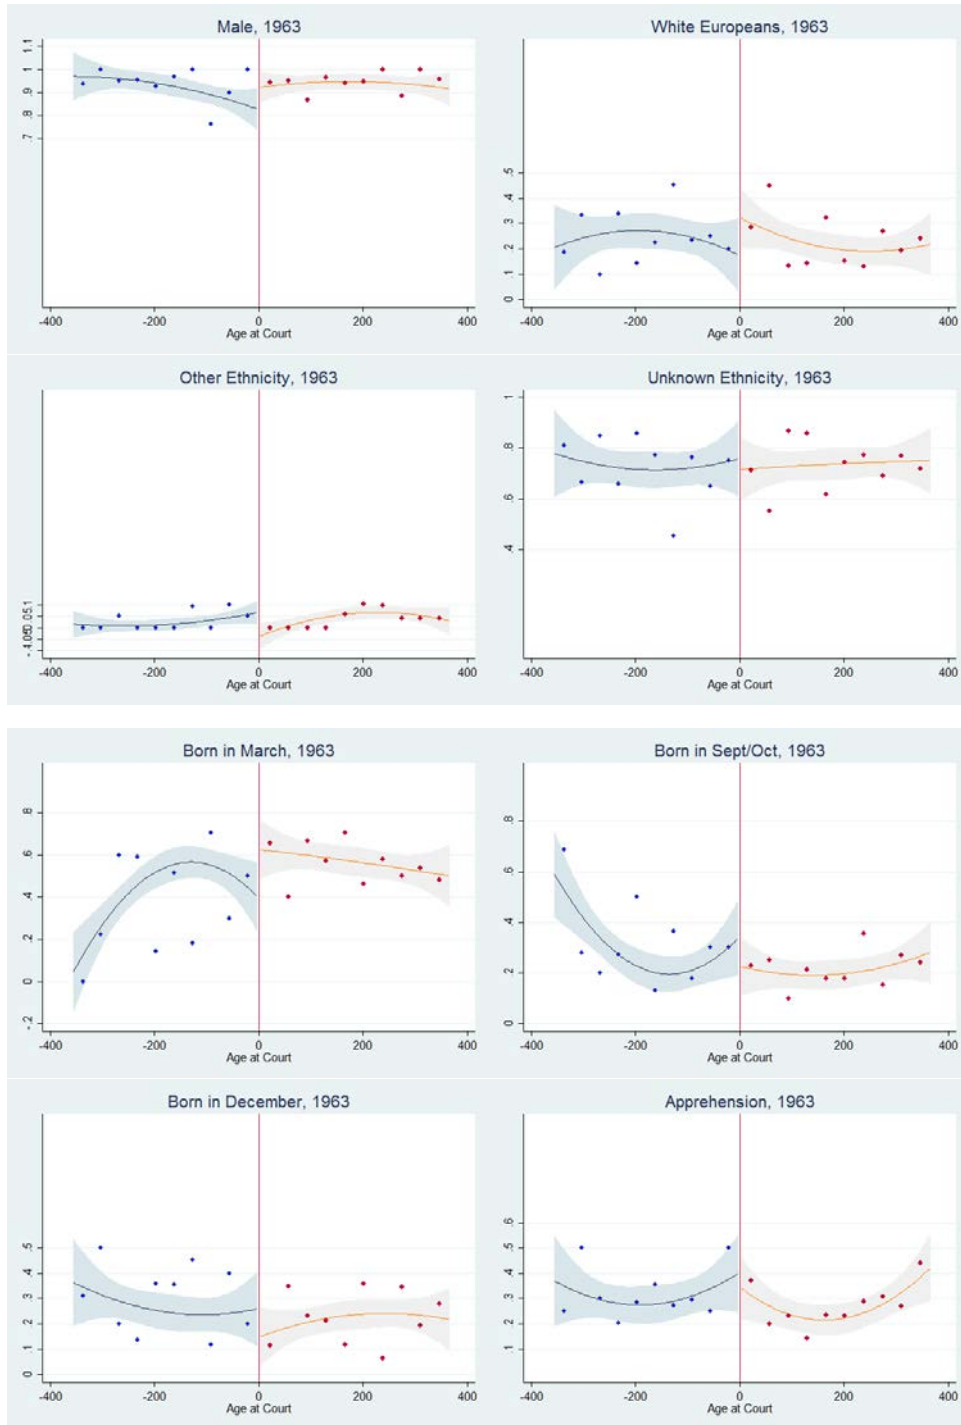 Male, 1963
1.1
1
.9
.8
.7
-400 -200 0 200 400
Age at Court
White Europeans, 1963
.5
.4
.3
.2
.1
0
-400 -200 0 200 400
Age at Court
Other Ethnicity, 1963
-400 -200 0 200 400
Age at Court
Unknown Ethnicity, 1963
1
.8
.6
.4
-400 -200 0 200 400
Age at Court
Born in March, 1963
.8
.6
.4
.2
0
-.2
-400 -200 0 200 400
Age at Court
Born in Sept/Oct, 1963
.8
.6
.4
.2
0
-400 -200 0 200 400
Age at Court
Born in December, 1963
.5
.4
.3
.2
.1
0
-400 -200 0 200 400
Age at Court
Apprehension, 1963
.6
.5
.4
.3
.2
.1
-400 -200 0 200 400
Age at Court